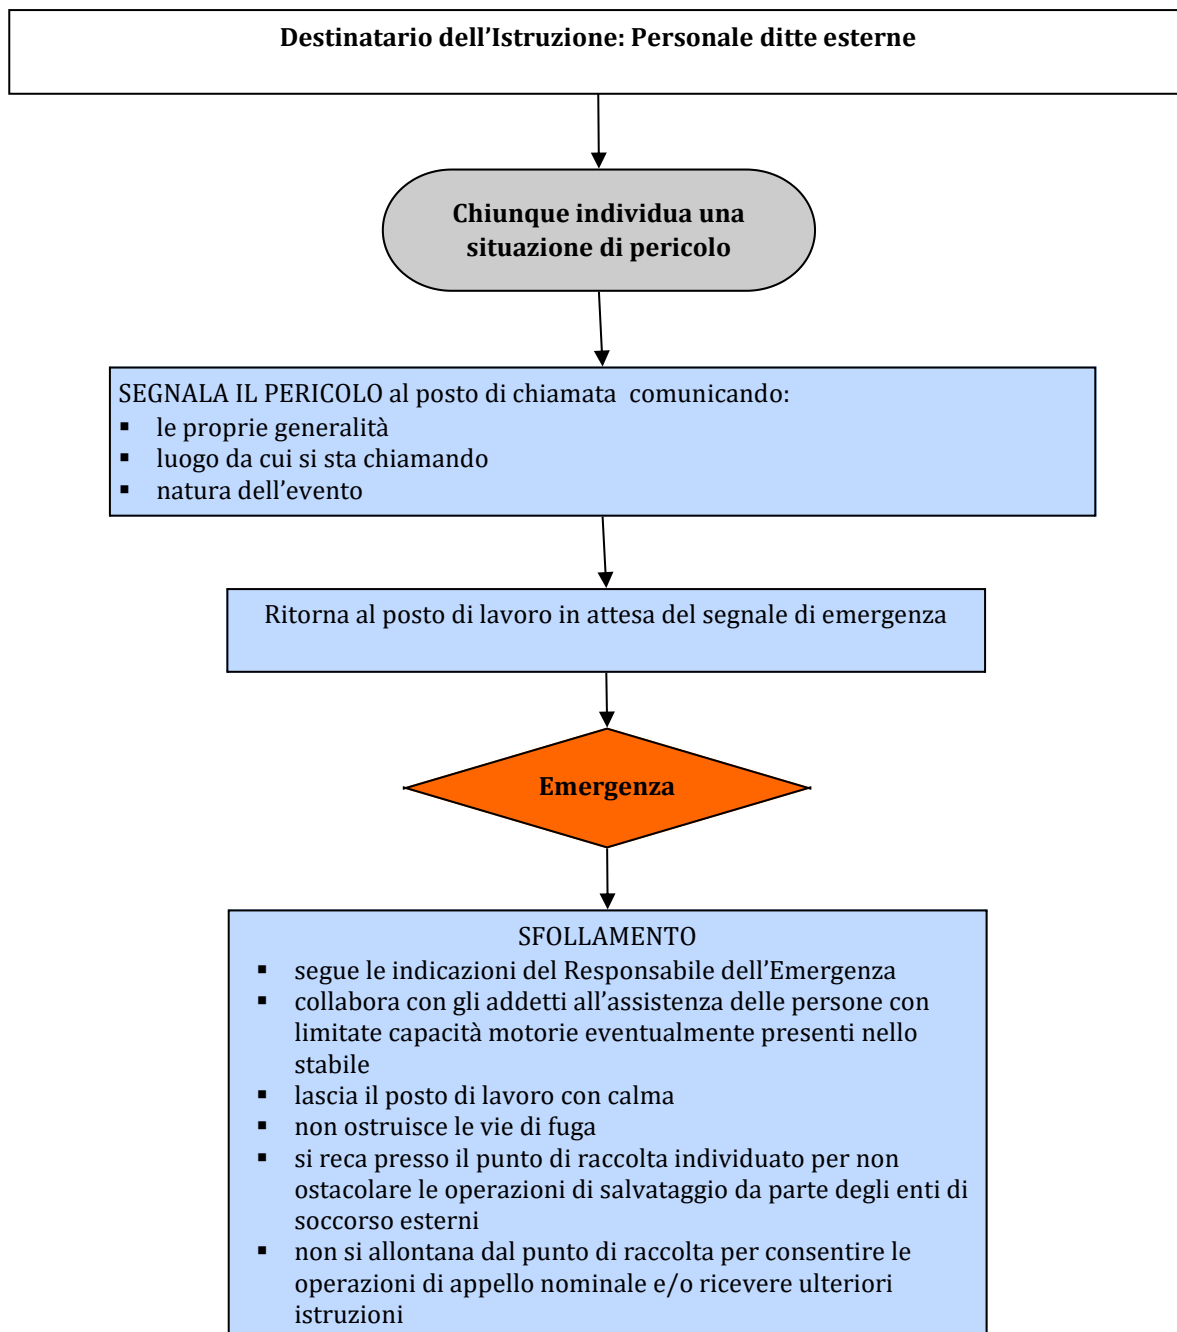 Destinatario dell’Istruzione: Personale ditte esterne
Chiunque individua una
situazione di pericolo
SEGNALA IL PERICOLO al posto di chiamata  comunicando:
▪ le proprie generalità
▪ luogo da cui si sta chiamando
▪ natura dell’evento
Ritorna al posto di lavoro in attesa del segnale di emergenza
Emergenza
SFOLLAMENTO
▪ segue le indicazioni del Responsabile dell’Emergenza
▪ collabora con gli addetti all’assistenza delle persone con
limitate capacità motorie eventualmente presenti nello
stabile
▪ lascia il posto di lavoro con calma
▪ non ostruisce le vie di fuga
▪ si reca presso il punto di raccolta individuato per non
ostacolare le operazioni di salvataggio da parte degli enti di
soccorso esterni
▪ non si allontana dal punto di raccolta per consentire le
operazioni di appello nominale e/o ricevere ulteriori
istruzioni